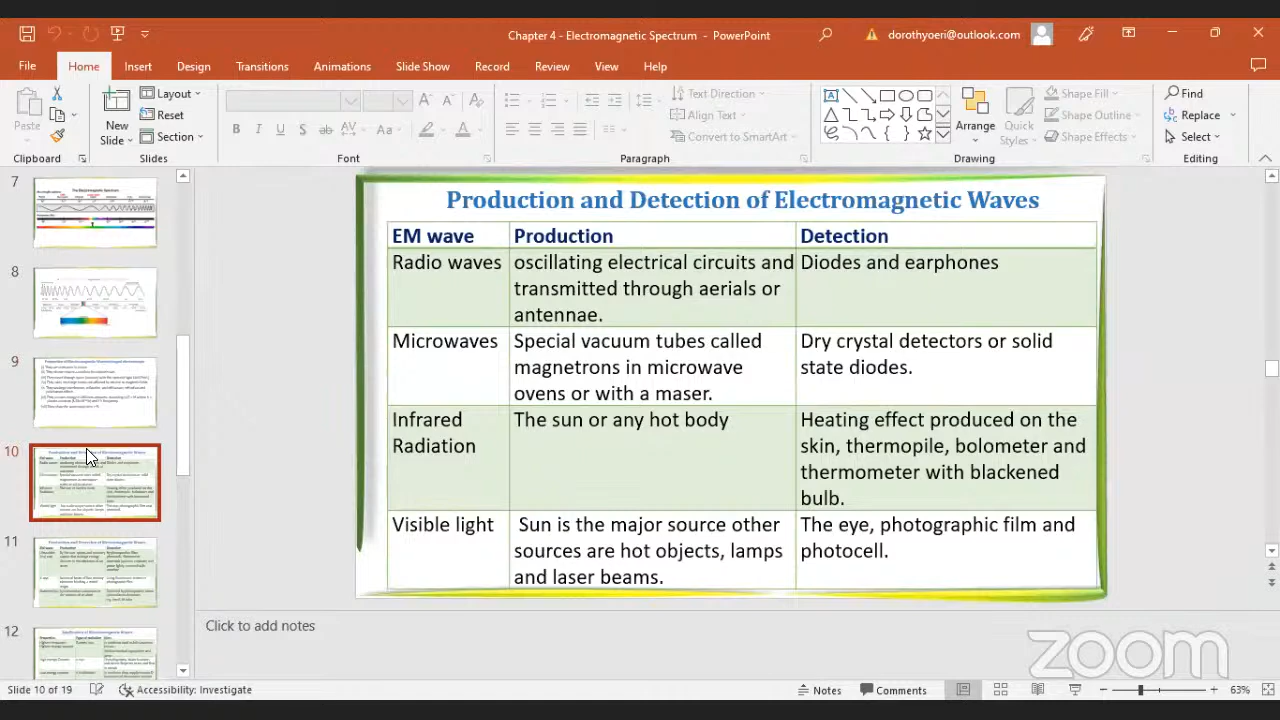 Chapter 4 - Electromagnetic Spectrum - PowerPoint
dorothyoeri@outlook.com
File Home Insert Design Transitions Animations Slide Show Record Review View Help
Paste
New Slide
Layout
Reset
Section
Text Direction
Align Text
Convert to SmartArt
Arrange
Quick Styles
Shape Fill
Shape Outline
Shape Effects
Find
Replace
Select
Clipboard Slides Font Paragraph Drawing Editing
7
8
9
10
11
12
Production and Detection of Electromagnetic Waves
EM wave Production Detection
Radio waves oscillating electrical circuits and Diodes and earphones
transmitted through aerials or
antennae.
Microwaves Special vacuum tubes called Dry crystal detectors or solid
magnetrons in microwave state diodes.
ovens or with a maser.
Infrared The sun or any hot body Heating effect produced on the
Radiation skin, thermopile, bolometer and
thermometer with blackened
bulb.
Visible light Sun is the major source other The eye, photographic film and
sources are hot objects, lamps photocell.
and laser beams.
Click to add notes
zoom
Slide 10 of 19 Accessibility: Investigate Notes Comments 63%